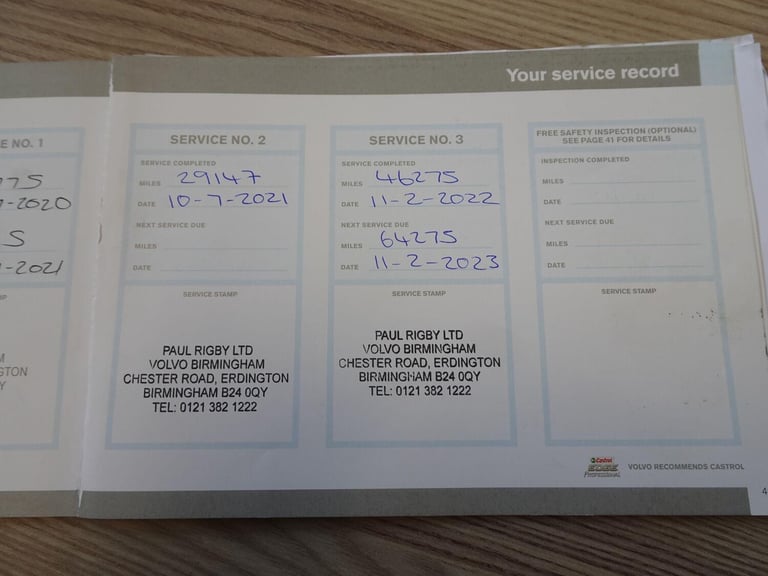 Your service record
E NO. 1
-2020
S
-2021
SERVICE NO. 2
SERVICE COMPLETED
MILES 29147
DATE 10-7-2021
NEXT SERVICE DUE
MILES
DATE
SERVICE STAMP
PAUL RIGBY LTD
VOLVO BIRMINGHAM
CHESTER ROAD, ERDINGTON
BIRMINGHAM B24 0QY
TEL: 0121 382 1222
SERVICE NO. 3
SERVICE COMPLETED
MILES 46275
DATE 11-2-2022
NEXT SERVICE DUE
MILES 64275
DATE 11-2-2023
SERVICE STAMP
PAUL RIGBY LTD
VOLVO BIRMINGHAM
CHESTER ROAD, ERDINGTON
BIRMINGHAM B24 0QY
TEL: 0121 382 1222
FREE SAFETY INSPECTION (OPTIONAL)
SEE PAGE 41 FOR DETAILS
INSPECTION COMPLETED
MILES
DATE
NEXT SERVICE DUE
MILES
DATE
SERVICE STAMP
Castrol
EDGE
Professional
VOLVO RECOMMENDS CASTROL
4